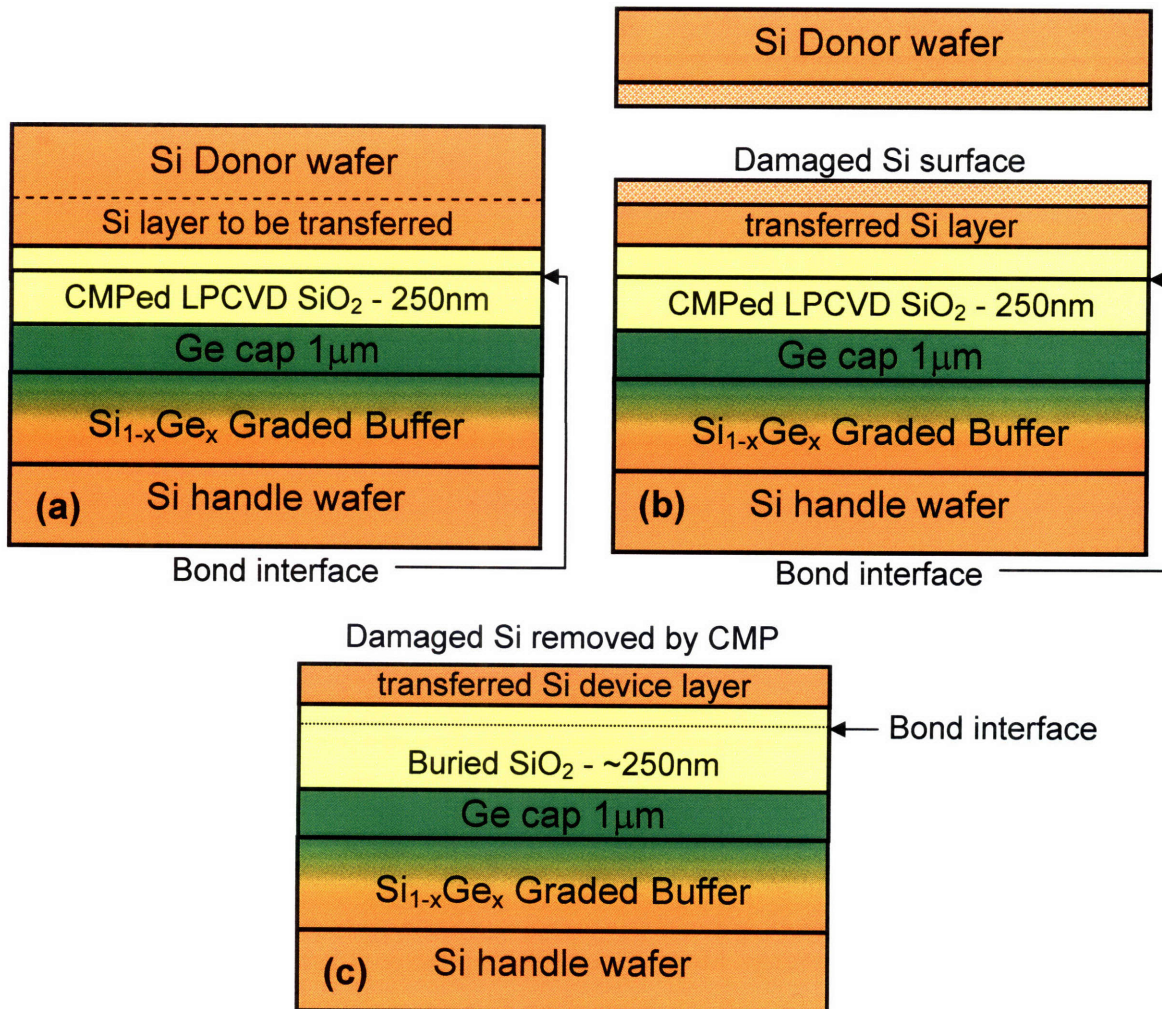 Si Donor wafer
Si layer to be transferred
CMPed LPCVD SiO₂ - 250nm
Ge cap 1μm
Si₁₋ₓGeₓ Graded Buffer
(a)
Si handle wafer
Bond interface
Si Donor wafer
Damaged Si surface
transferred Si layer
CMPed LPCVD SiO₂ - 250nm
Ge cap 1μm
Si₁₋ₓGeₓ Graded Buffer
(b)
Si handle wafer
Bond interface
Damaged Si removed by CMP
transferred Si device layer
Bond interface
Buried SiO₂ - ~250nm
Ge cap 1μm
Si₁₋ₓGeₓ Graded Buffer
(c)
Si handle wafer